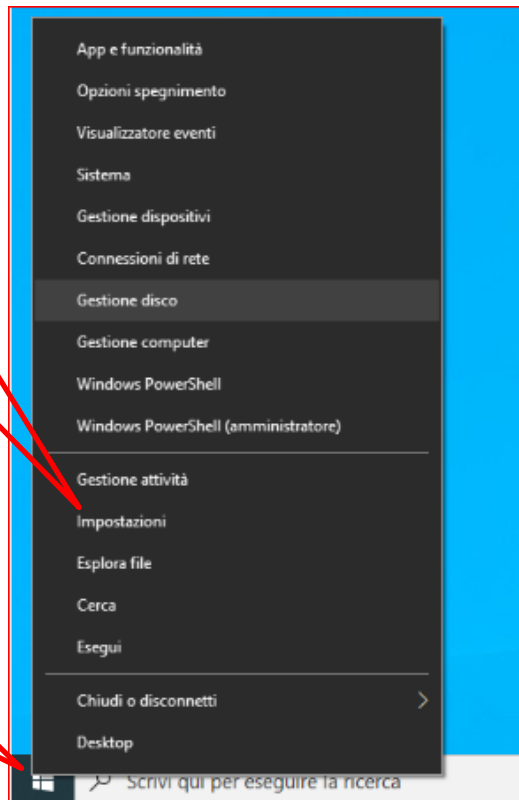 App e funzionalità
Opzioni spegnimento
Visualizzatore eventi
Sistema
Gestione dispositivi
Connessioni di rete
Gestione disco
Gestione computer
Windows PowerShell
Windows PowerShell (amministratore)
Gestione attività
Impostazioni
Esplora file
Cerca
Esegui
Chiudi o disconnetti
Desktop
Scrivi qui per eseguire la ricerca